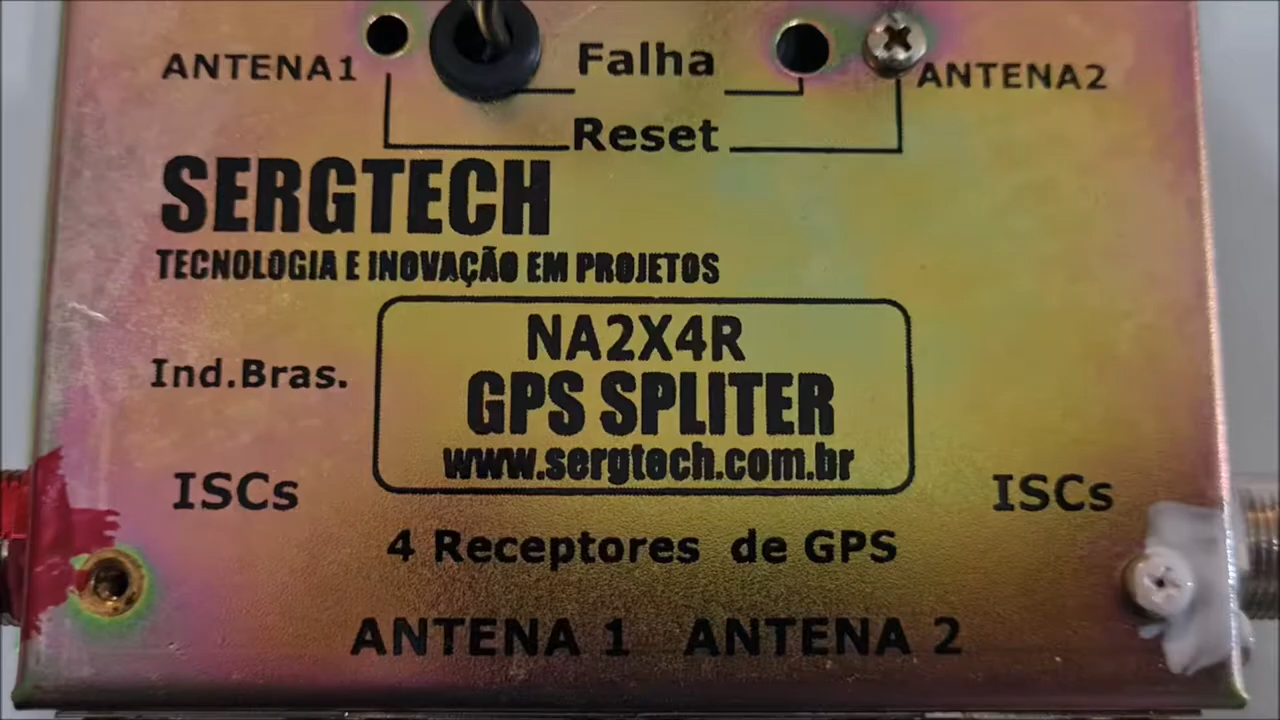 ANTENA1 Falha ANTENA2
Reset
SERGTECH
TECNOLOGIA E INOVAÇÃO EM PROJETOS
NA2X4R
Ind.Bras. GPS SPLITER
www.sergtech.com.br
ISCs ISCs
4 Receptores de GPS
ANTENA 1 ANTENA 2